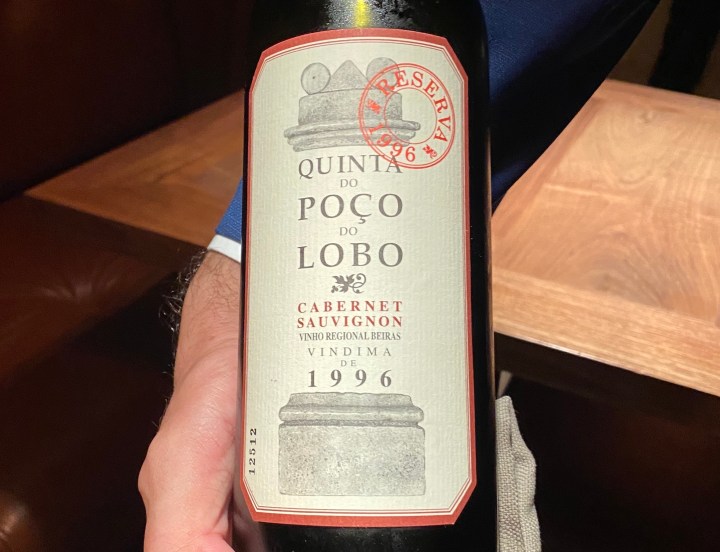 RESERVA
1996
QUINTA
DO
POÇO
DO
LOBO
CABERNET
SAUVIGNON
VINHO REGIONAL BEIRAS
VINDIMA
DE
1996
12512